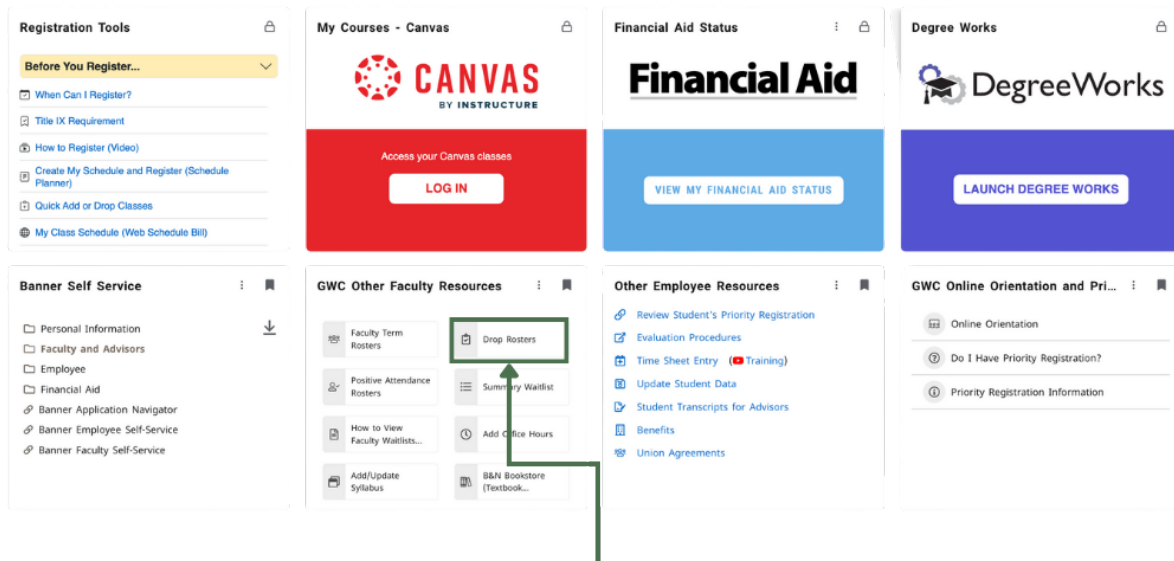 Registration Tools
Before You Register...
When Can I Register?
Title IX Requirement
How to Register (Video)
Create My Schedule and Register (Schedule
Planner)
Quick Add or Drop Classes
My Class Schedule (Web Schedule Bill)
My Courses - Canvas
CANVAS
BY INSTRUCTURE
Access your Canvas classes
LOG IN
Financial Aid Status
Financial Aid
VIEW MY FINANCIAL AID STATUS
Degree Works
DegreeWorks
LAUNCH DEGREE WORKS
Banner Self Service
Personal Information
Faculty and Advisors
Employee
Financial Aid
Banner Application Navigator
Banner Employee Self-Service
Banner Faculty Self-Service
GWC Other Faculty Resources
Faculty Term
Rosters
Drop Rosters
Positive Attendance
Rosters
Summary Waitlist
How to View
Faculty Waitlists...
Add Office Hours
Add/Update
Syllabus
B&N Bookstore
(Textbook...
Other Employee Resources
Review Student's Priority Registration
Evaluation Procedures
Time Sheet Entry (Training)
Update Student Data
Student Transcripts for Advisors
Benefits
Union Agreements
GWC Online Orientation and Pri...
Online Orientation
Do I Have Priority Registration?
Priority Registration Information